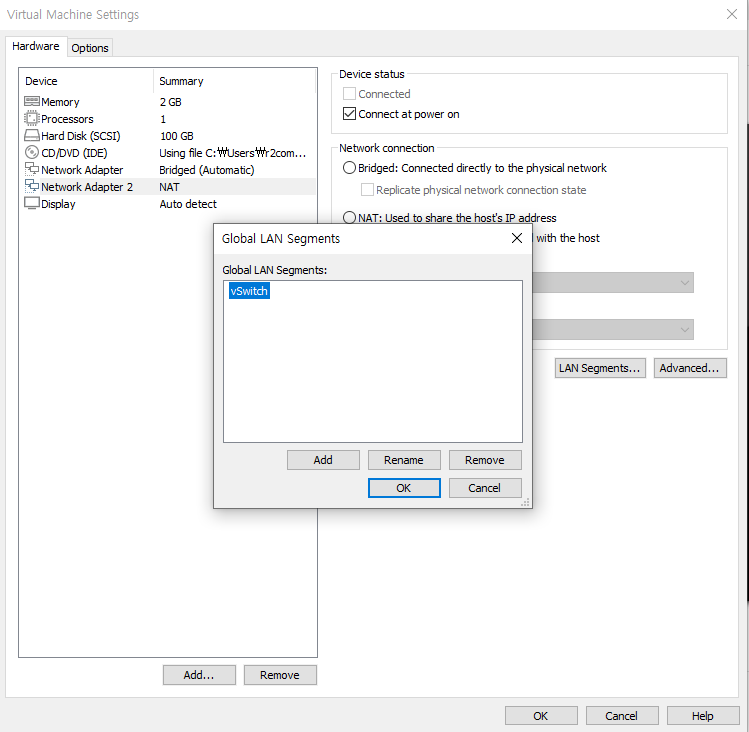 Virtual Machine Settings
Hardware
Options
Device Summary
Memory 2 GB
Processors 1
Hard Disk (SCSI) 100 GB
CD/DVD (IDE) Using file C:₩Users₩r2com...
Network Adapter Bridged (Automatic)
Network Adapter 2 NAT
Display Auto detect
Add...
Remove
Device status
Connected
Connect at power on
Network connection
Bridged: Connected directly to the physical network
Replicate physical network connection state
NAT: Used to share the host's IP address
with the host
LAN Segments...
Advanced...
Global LAN Segments
Global LAN Segments:
vSwitch
Add
Rename
Remove
OK
Cancel
OK
Cancel
Help